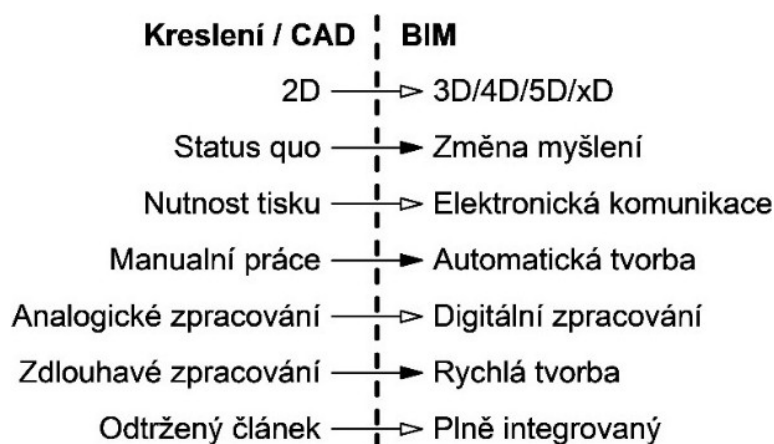 Kreslení / CAD BIM
2D 3D/4D/5D/xD
Status quo Změna myšlení
Nutnost tisku Elektronická komunikace
Manualní práce Automatická tvorba
Analogické zpracování Digitální zpracování
Zdlouhavé zpracování Rychlá tvorba
Odtržený článek Plně integrovaný